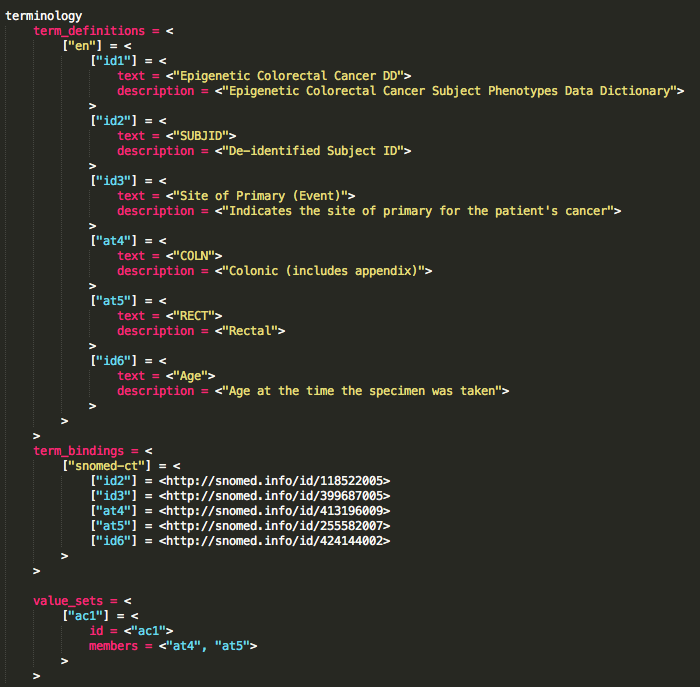 terminology
    term_definitions = <
        ["en"] = <
            ["id1"] = <
                text = <"Epigenetic Colorectal Cancer DD">
                description = <"Epigenetic Colorectal Cancer Subject Phenotypes Data Dictionary">
            >
            ["id2"] = <
                text = <"SUBJID">
                description = <"De-identified Subject ID">
            >
            ["id3"] = <
                text = <"Site of Primary (Event)">
                description = <"Indicates the site of primary for the patient's cancer">
            >
            ["at4"] = <
                text = <"COLN">
                description = <"Colonic (includes appendix)">
            >
            ["at5"] = <
                text = <"RECT">
                description = <"Rectal">
            >
            ["id6"] = <
                text = <"Age">
                description = <"Age at the time the specimen was taken">
            >
        >
    >
    term_bindings = <
        ["snomed-ct"] = <
            ["id2"] = <http://snomed.info/id/118522005>
            ["id3"] = <http://snomed.info/id/399687005>
            ["at4"] = <http://snomed.info/id/413196009>
            ["at5"] = <http://snomed.info/id/255582007>
            ["id6"] = <http://snomed.info/id/424144002>
        >
    >

    value_sets = <
        ["ac1"] = <
            id = <"ac1">
            members = <"at4", "at5">
        >
    >